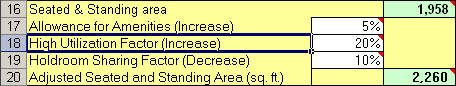 16 Seated & Standing area 1,958
17 Allowance for Amenities (Increase) 5%
18 High Utilization Factor (Increase) 20%
19 Holdroom Sharing Factor (Decrease) 10%
20 Adjusted Seated and Standing Area (sq. ft.) 2,260